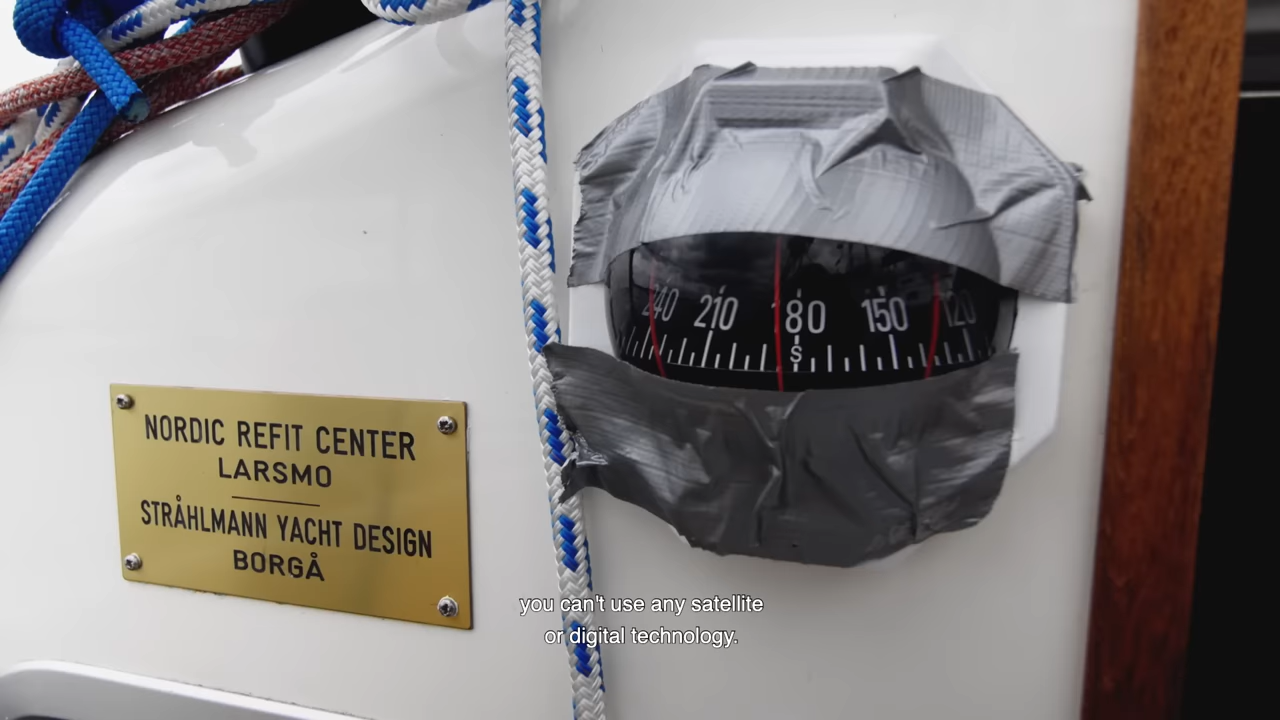 NORDIC REFIT CENTER
LARSMO
STRÅHLMANN YACHT DESIGN
BORGÅ
240 210 180 150 120
S
you can't use any satellite
or digital technology.